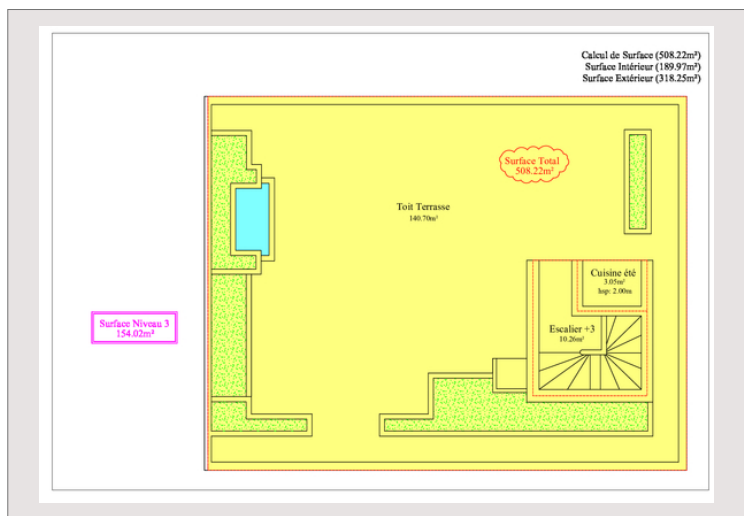 Calcul de Surface (508.22m²)
Surface Intérieur (189.97m²)
Surface Extérieur (318.25m²)
Surface Total
508.22m²
Toit Terrasse
140.70m²
Cuisine été
3.05m²
hsp: 2.00m
Surface Niveau 3
154.02m²
Escalier +3
10.26m²